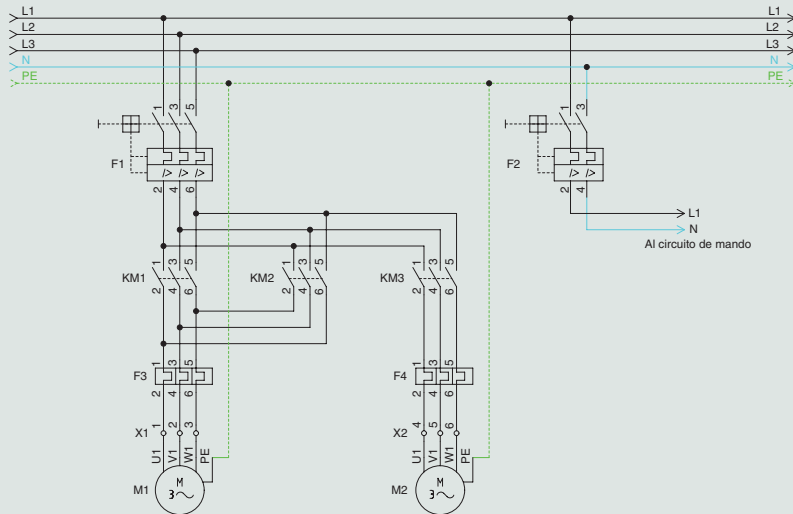 L1 L1
L2 L2
L3 L3
N N
PE PE
1 3 5 1 3
F1 F2
I> I> I> I> I>
2 4 6 2 4
L1
N
Al circuito de mando
1 3 5 1 3 5 1 3 5
KM1 KM2 KM3
2 4 6 2 4 6 2 4 6
1 3 5 1 3 5
F3 F4
2 4 6 2 4 6
X1 1 2 3 X2 4 5 6
U1 V1 W1 PE U1 V1 W1 PE
M1 M 3 M2 M 3